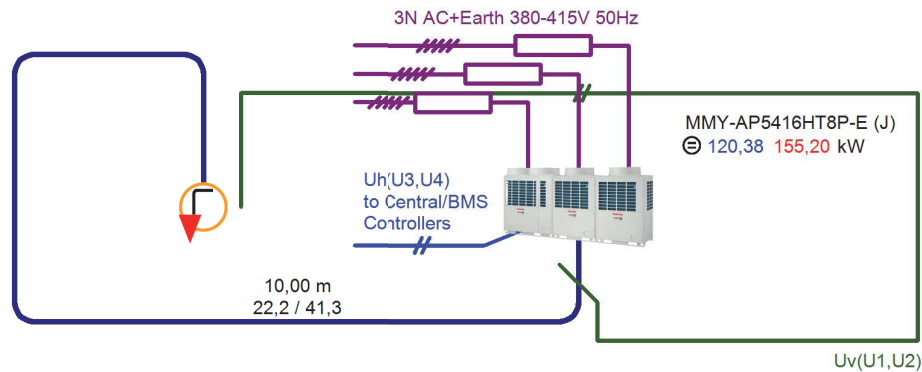 3N AC+Earth 380-415V 50Hz
MMY-AP5416HT8P-E (J)
120,38 155,20 kW
Uh(U3,U4)
to Central/BMS
Controllers
10,00 m
22,2 / 41,3
Uv(U1,U2)